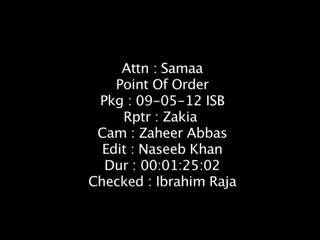 Attn : Samaa
Point Of Order
Pkg : 09-05-12 ISB
Rptr : Zakia
Cam : Zaheer Abbas
Edit : Naseeb Khan
Dur : 00:01:25:02
Checked : Ibrahim Raja